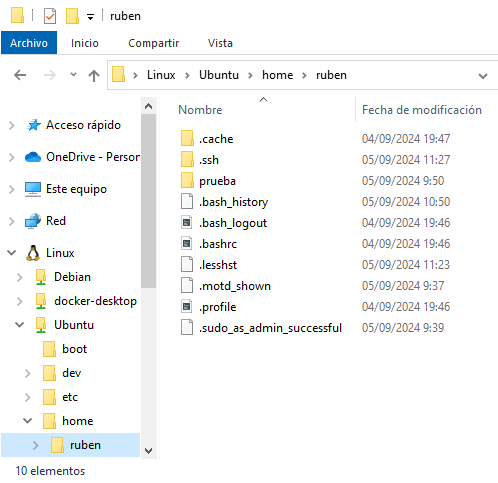 ruben
Archivo Inicio Compartir Vista
Linux Ubuntu home ruben
Nombre Fecha de modificación
Acceso rápido
OneDrive - Person
Este equipo
Red
Linux
Debian
docker-desktop
Ubuntu
boot
dev
etc
home
ruben
.cache 04/09/2024 19:47
.ssh 05/09/2024 11:27
prueba 05/09/2024 9:50
.bash_history 05/09/2024 10:50
.bash_logout 04/09/2024 19:46
.bashrc 04/09/2024 19:46
.lesshst 05/09/2024 11:23
.motd_shown 05/09/2024 9:37
.profile 04/09/2024 19:46
.sudo_as_admin_successful 05/09/2024 9:39
10 elementos